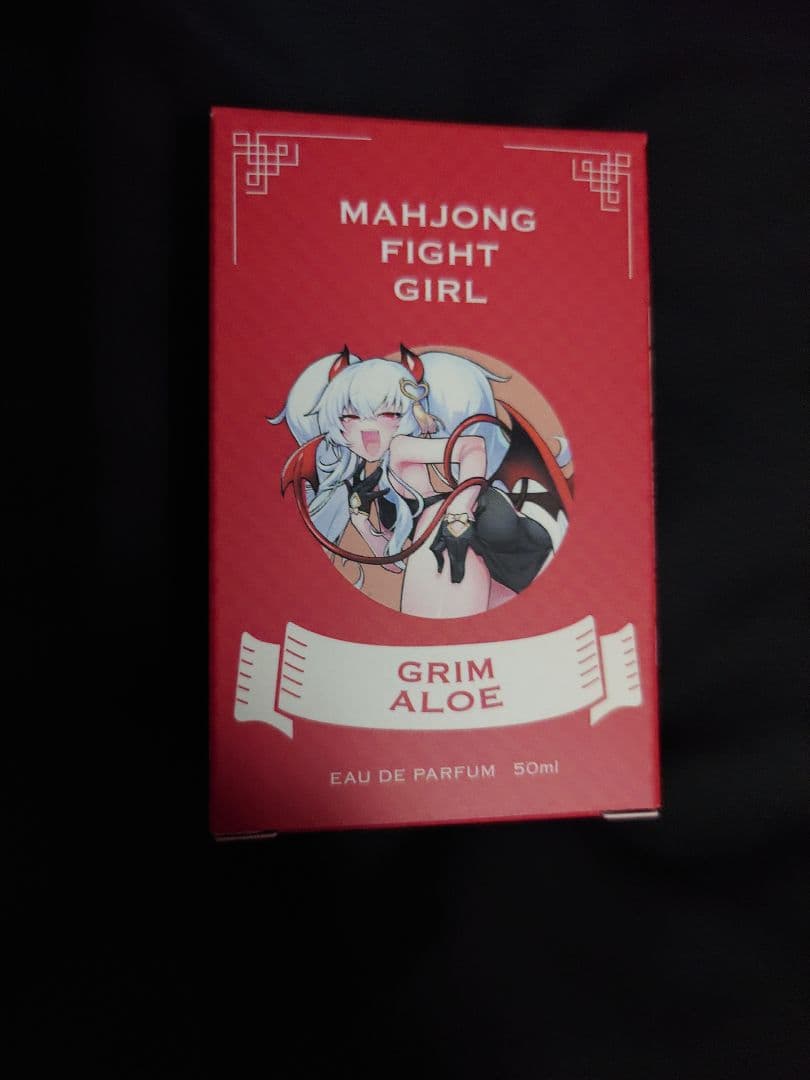 MAHJONG
FIGHT
GIRL
GRIM
ALOE
EAU DE PARFUM 50ml